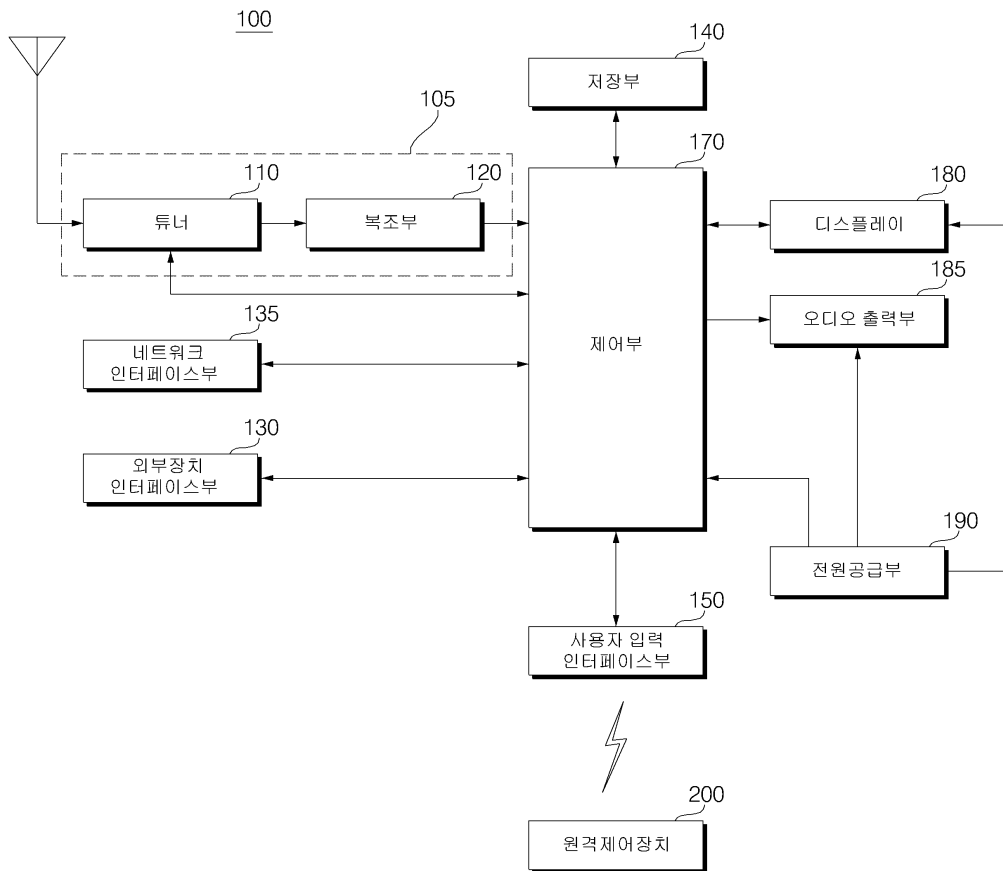 100
140
저장부
105
170
110
120
180
튜너
복조부
디스플레이
185
오디오 출력부
135
네트워크
인터페이스부
제어부
130
외부장치
인터페이스부
190
전원공급부
150
사용자 입력
인터페이스부
200
원격제어장치